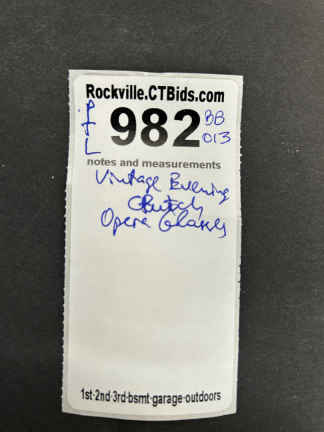 Rockville.CTBids.com
PJL 982 BB 013
notes and measurements
Vintage Evening
Clutch
Opera Glasses
1st·2nd·3rd·bsmt·garage·outdoors